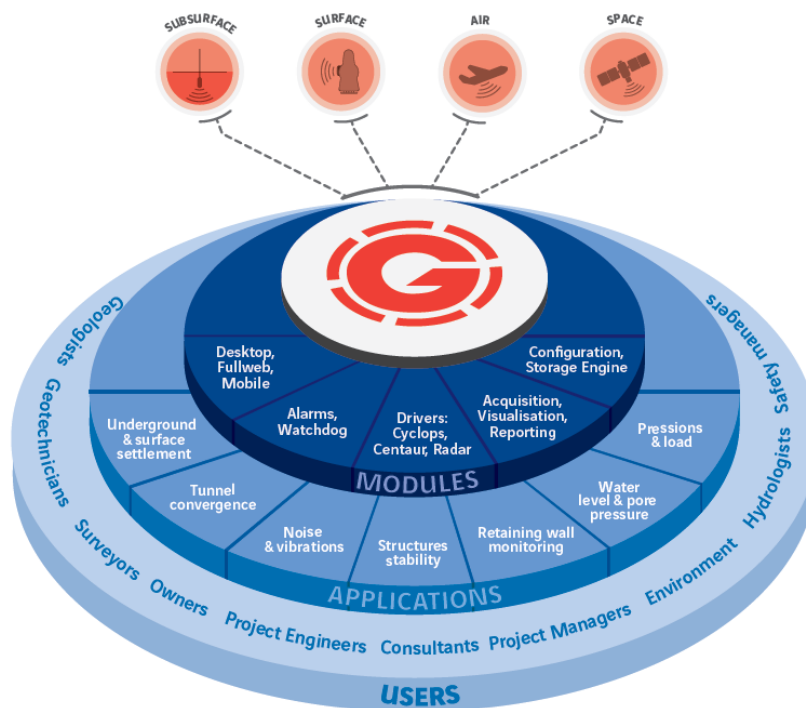 SUBSURFACE
SURFACE
AIR
SPACE
G
Desktop,
Fullweb,
Mobile
Alarms,
Watchdog
Drivers:
Cyclops,
Centaur, Radar
Acquisition,
Visualisation,
Reporting
Configuration,
Storage Engine
MODULES
Underground
& surface
settlement
Tunnel
convergence
Noise
& vibrations
Structures
stability
Retaining wall
monitoring
Water
level & pore
pressure
Pressions
& load
APPLICATIONS
Geologists
Geotechnicians
Surveyors
Owners
Project Engineers
Consultants
Project Managers
Environment
Hydrologists
Safety managers
USERS